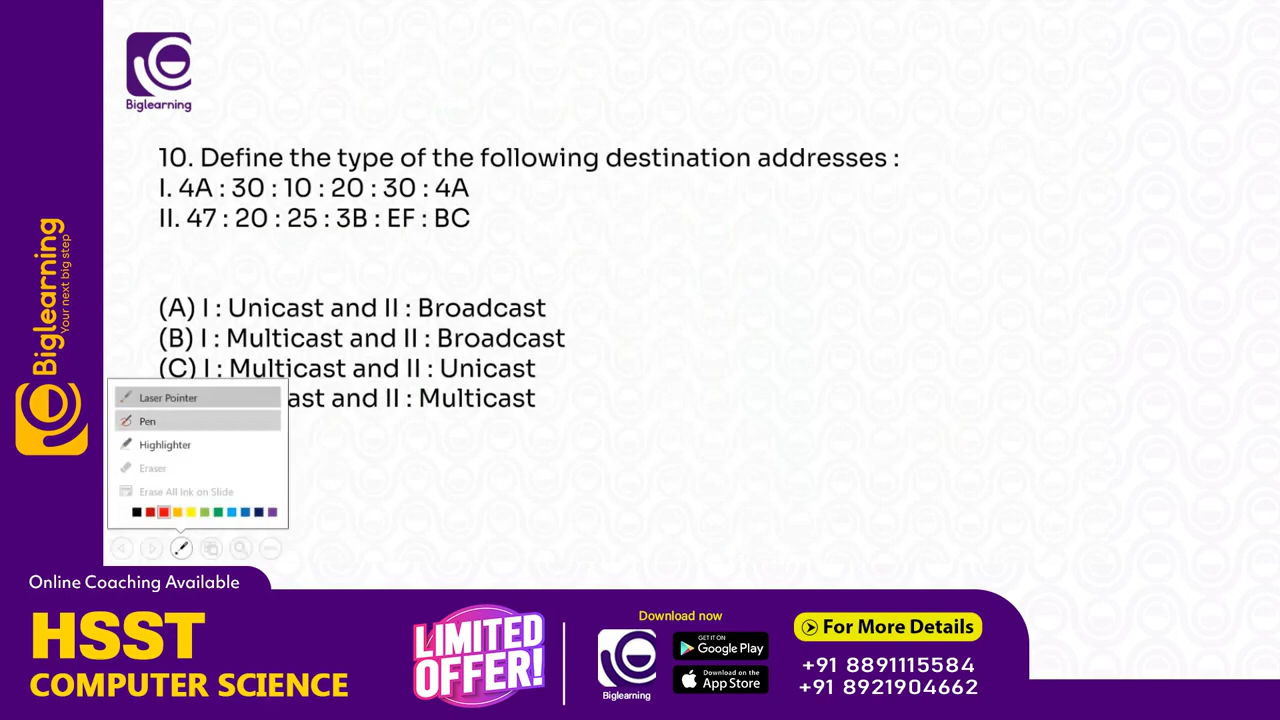 Biglearning
10. Define the type of the following destination addresses :
I. 4A : 30 : 10 : 20 : 30 : 4A
II. 47 : 20 : 25 : 3B : EF : BC
(A) I : Unicast and II : Broadcast
(B) I : Multicast and II : Broadcast
(C) I : Multicast and II : Unicast
ast and II : Multicast
Laser Pointer
Pen
Highlighter
Eraser
Erase All Ink on Slide
Biglearning
Your next big step
Online Coaching Available
HSST
COMPUTER SCIENCE
LIMITED
OFFER!
Download now
Biglearning
GET IT ON
Google Play
Download on the
App Store
For More Details
+91 8891115584
+91 8921904662